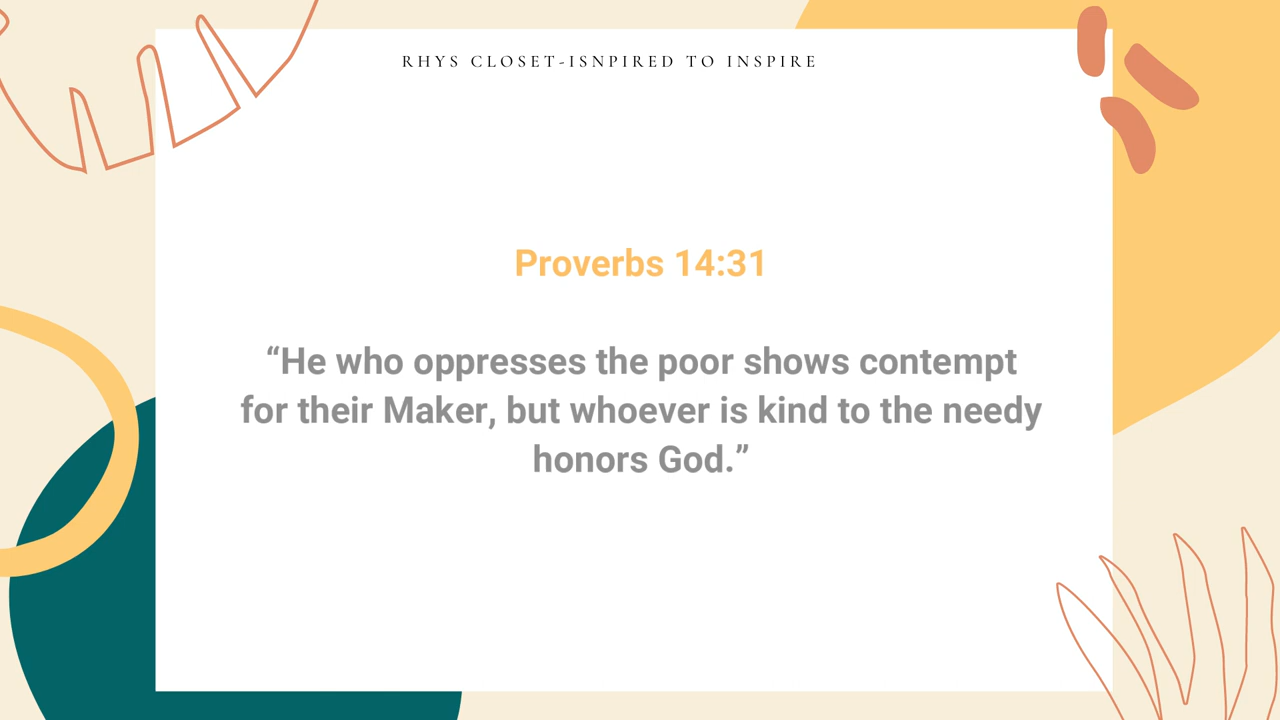 RHYS CLOSET-ISNPIRED TO INSPIRE
Proverbs 14:31
“He who oppresses the poor shows contempt
for their Maker, but whoever is kind to the needy
honors God.”